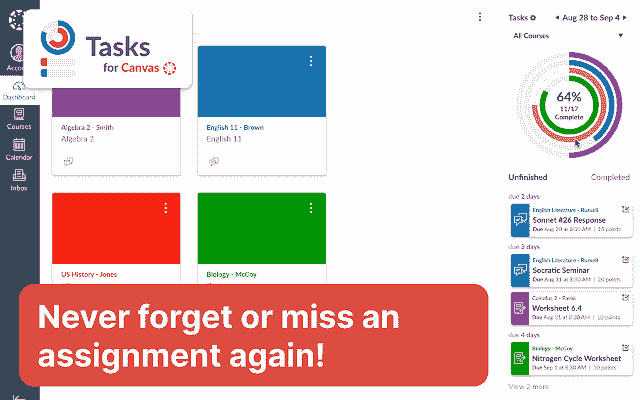 Tasks
for Canvas
Dashboard
Courses
Calendar
Inbox
Algebra 2 - Smith
Algebra 2
English 11 - Brown
English 11
US History - Jones
Biology - McCoy
Never forget or miss an
assignment again!
Tasks
Aug 28 to Sep 4
All Courses
64%
11/17
Complete
Unfinished
Completed
due 2 days
English Literature - Russell
Sonnet #26 Response
Due Aug 30 at 8:30 AM | 15 points
due 3 days
English Literature - Russell
Socratic Seminar
Due Aug 31 at 8:30 AM | 20 points
Calculus 2 - Parks
Worksheet 6.4
Due Aug 31 at 8:30 AM | 10 points
due 4 days
Biology - McCoy
Nitrogen Cycle Worksheet
Due Sep 1 at 8:30 AM | 10 points
View 2 more